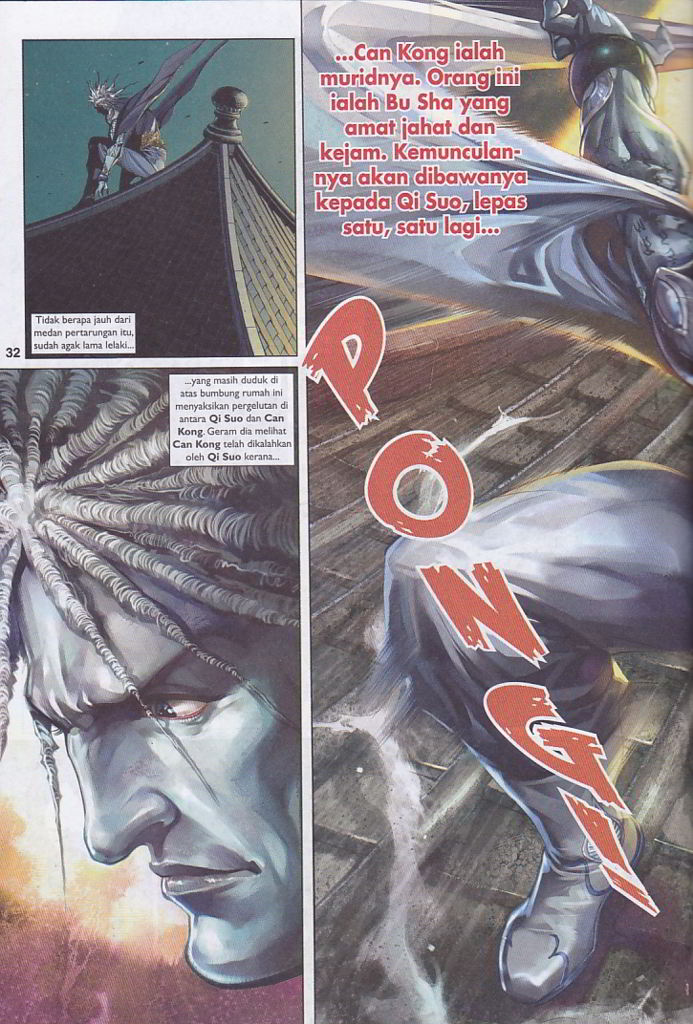 Tidak berapa jauh dari
medan pertarungan itu,
sudah agak lama lelaki...
32
...yang masih duduk di
atas bumbung rumah ini
menyaksikan pergelutan di
antara Qi Suo dan Can
Kong. Geram dia melihat
Can Kong telah dikalahkan
oleh Qi Suo kerana...
...Can Kong ialah
muridnya. Orang ini
ialah Bu Sha yang
amat jahat dan
kejam. Kemunculan-
nya akan dibawanya
kepada Qi Suo, lepas
satu, satu lagi...
PONG!